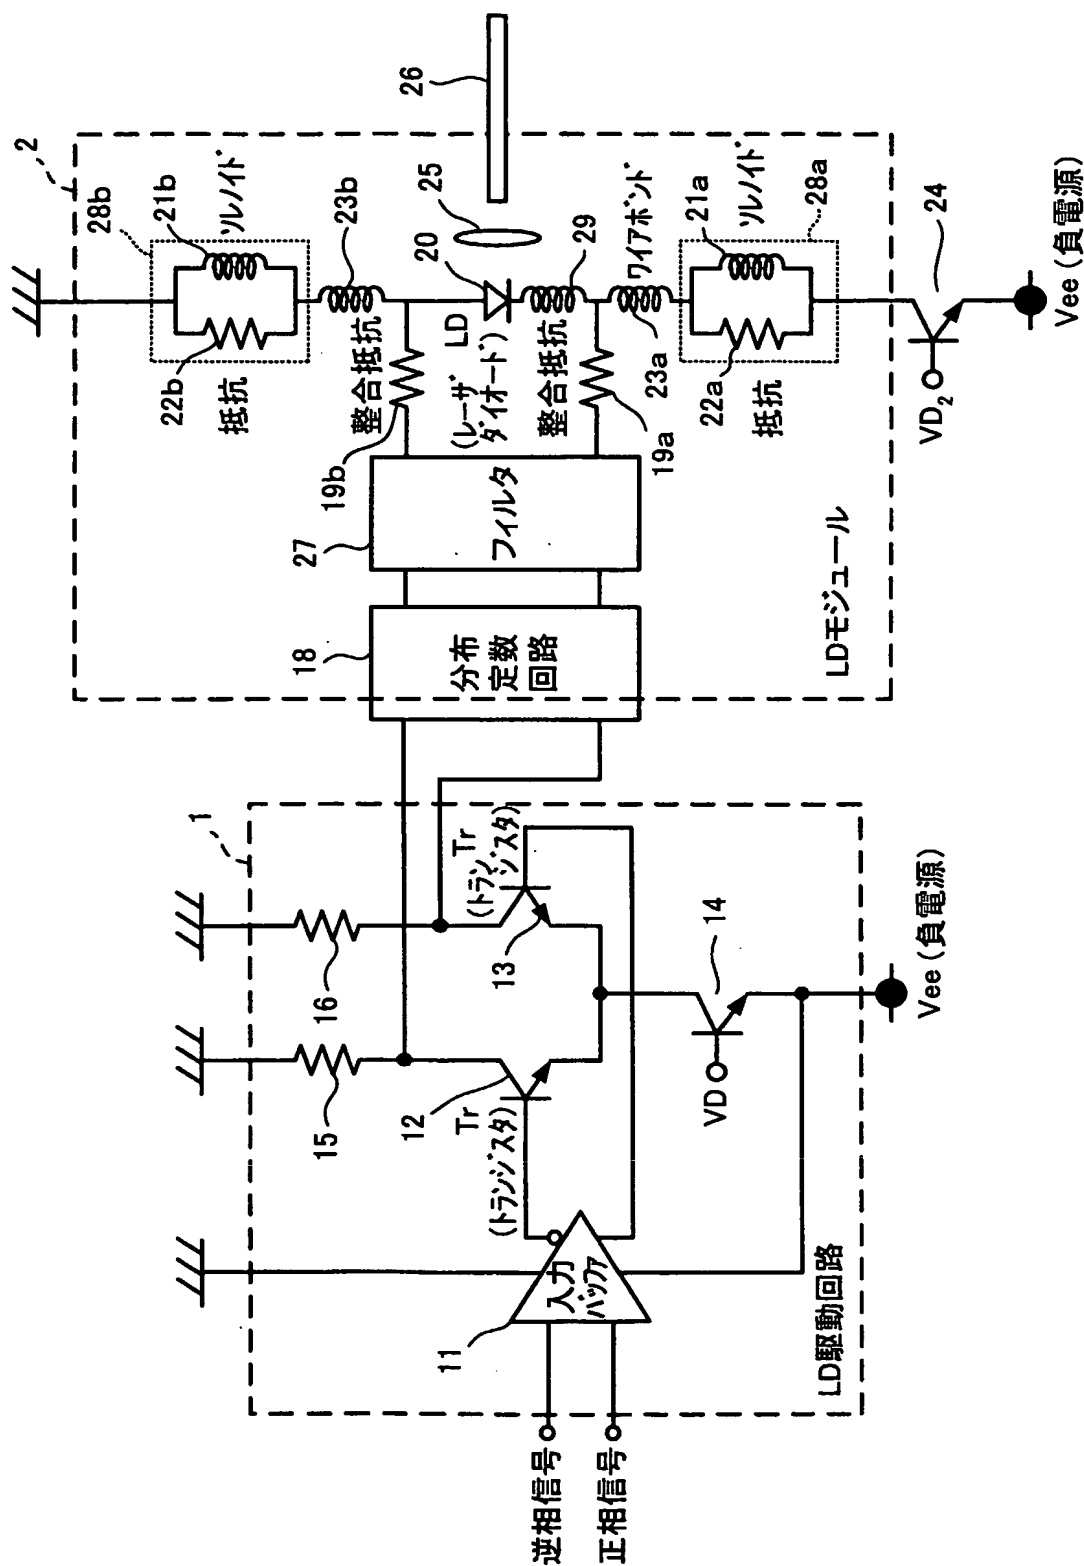 1
LD駆動回路
逆相信号
正相信号
11
入力
バッファ
15
16
12
Tr
(トランジスタ)
13
Tr
(トランジスタ)
14
VD
Vee (負電源)
2
LDモジュール
18
分布
定数
回路
27
フィルタ
19b
整合抵抗
19a
整合抵抗
28b
21b
ソルノイド
22b
抵抗
23b
20
LD
(レーザ
ダイオード)
25
26
29
ワイアボンド
23a
21a
ソルノイド
28a
22a
抵抗
24
VD₂
Vee (負電源)